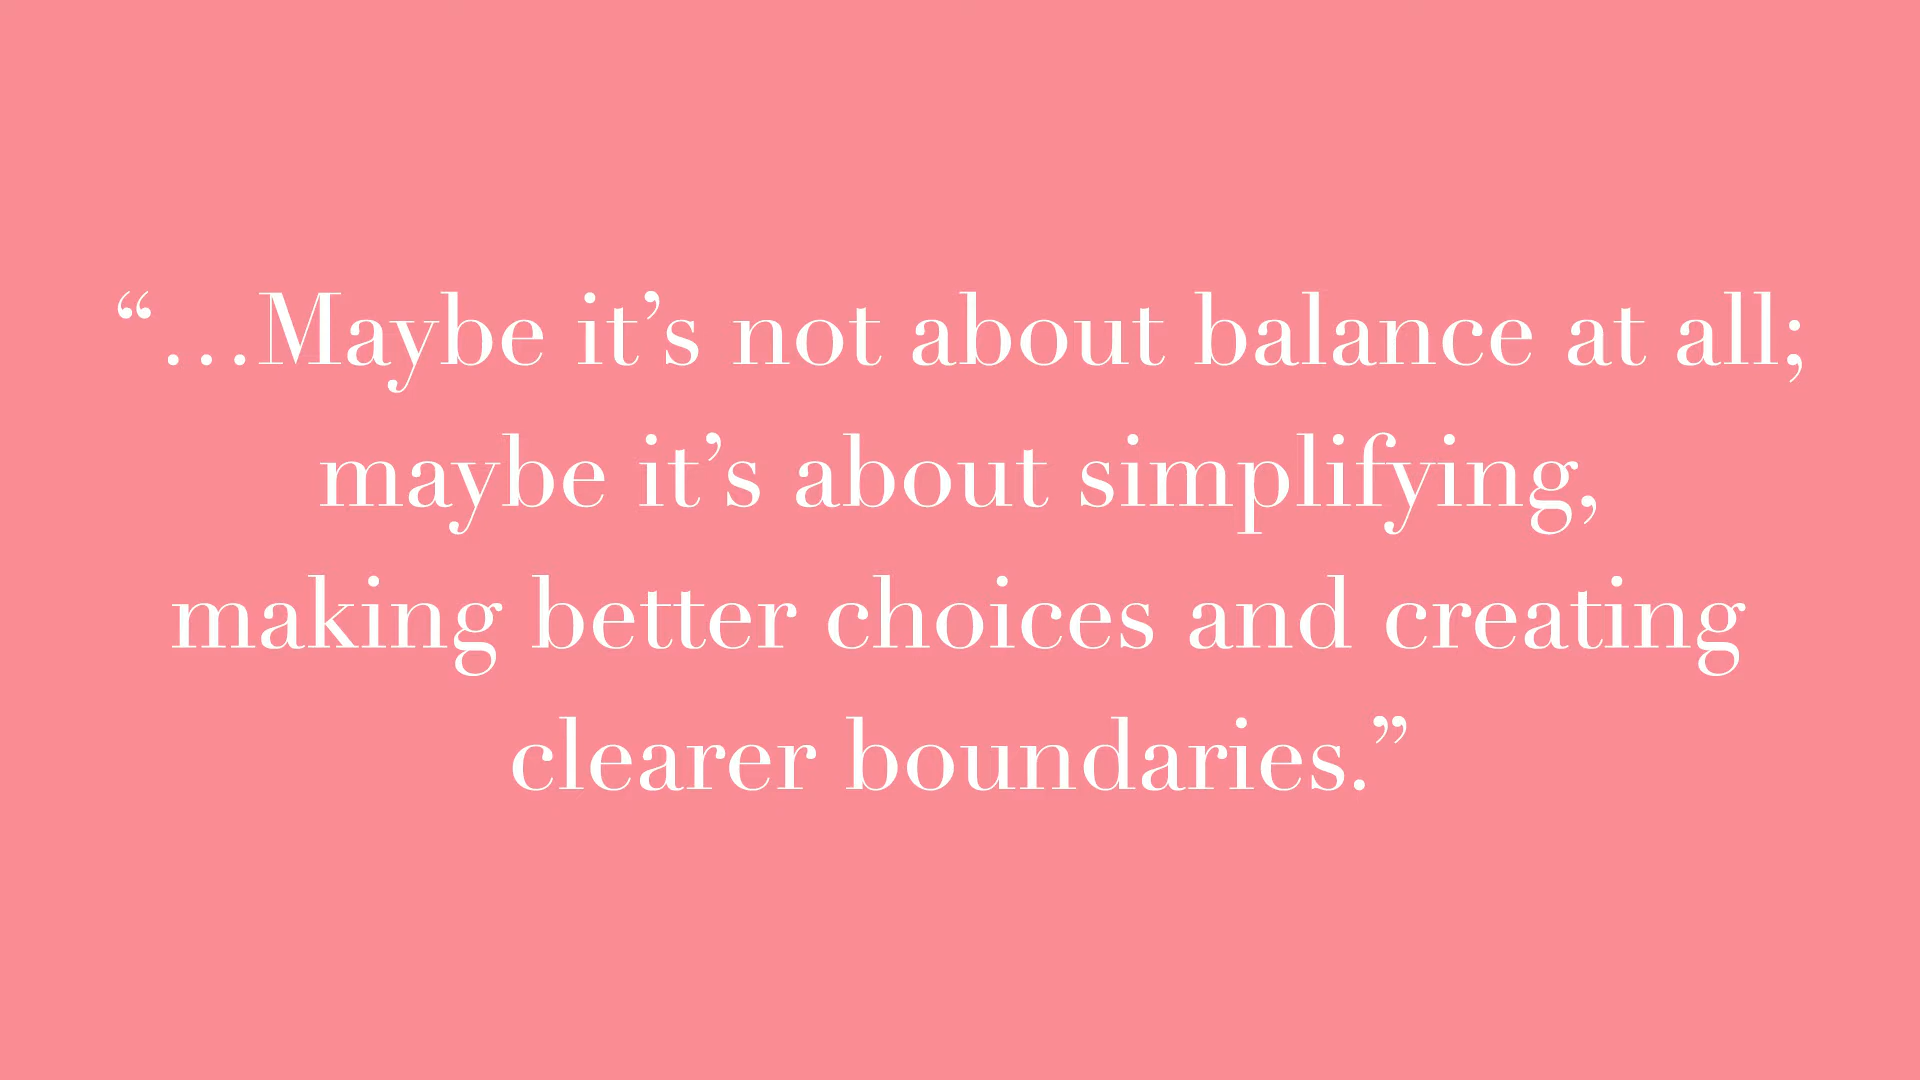 “…Maybe it’s not about balance at all;
maybe it’s about simplifying,
making better choices and creating
clearer boundaries.”